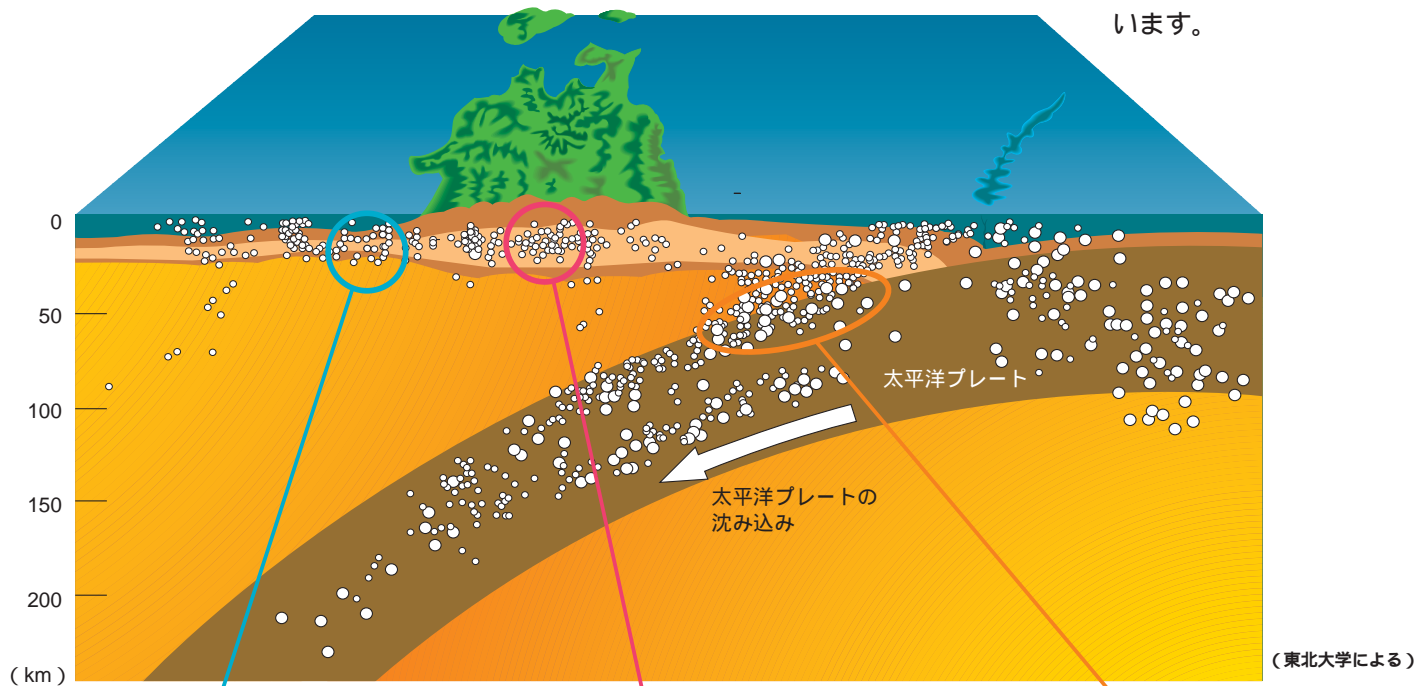 います。
0
50
100
150
200
（km）
太平洋プレート
太平洋プレートの
沈み込み
（東北大学による）